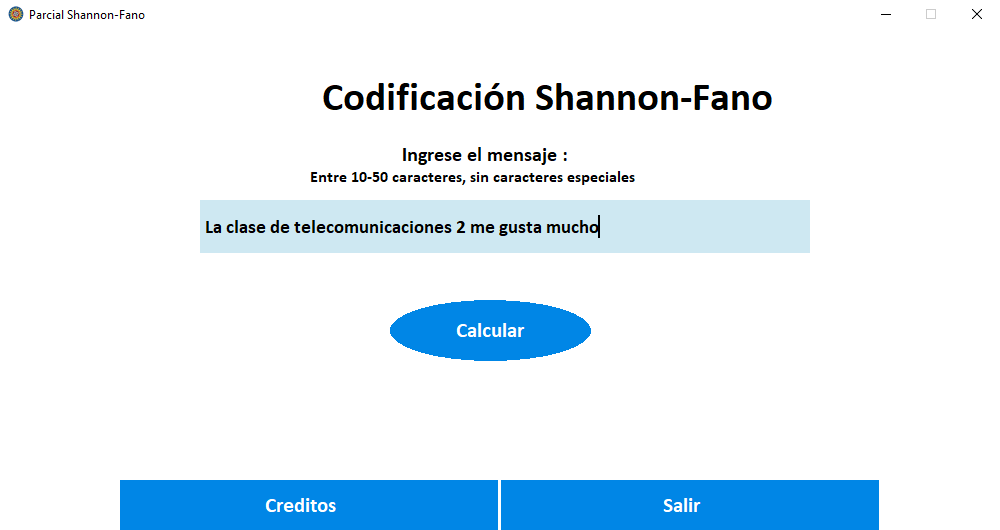 Parcial Shannon-Fano
Codificación Shannon-Fano
Ingrese el mensaje :
Entre 10-50 caracteres, sin caracteres especiales
La clase de telecomunicaciones 2 me gusta mucho
Calcular
Creditos
Salir